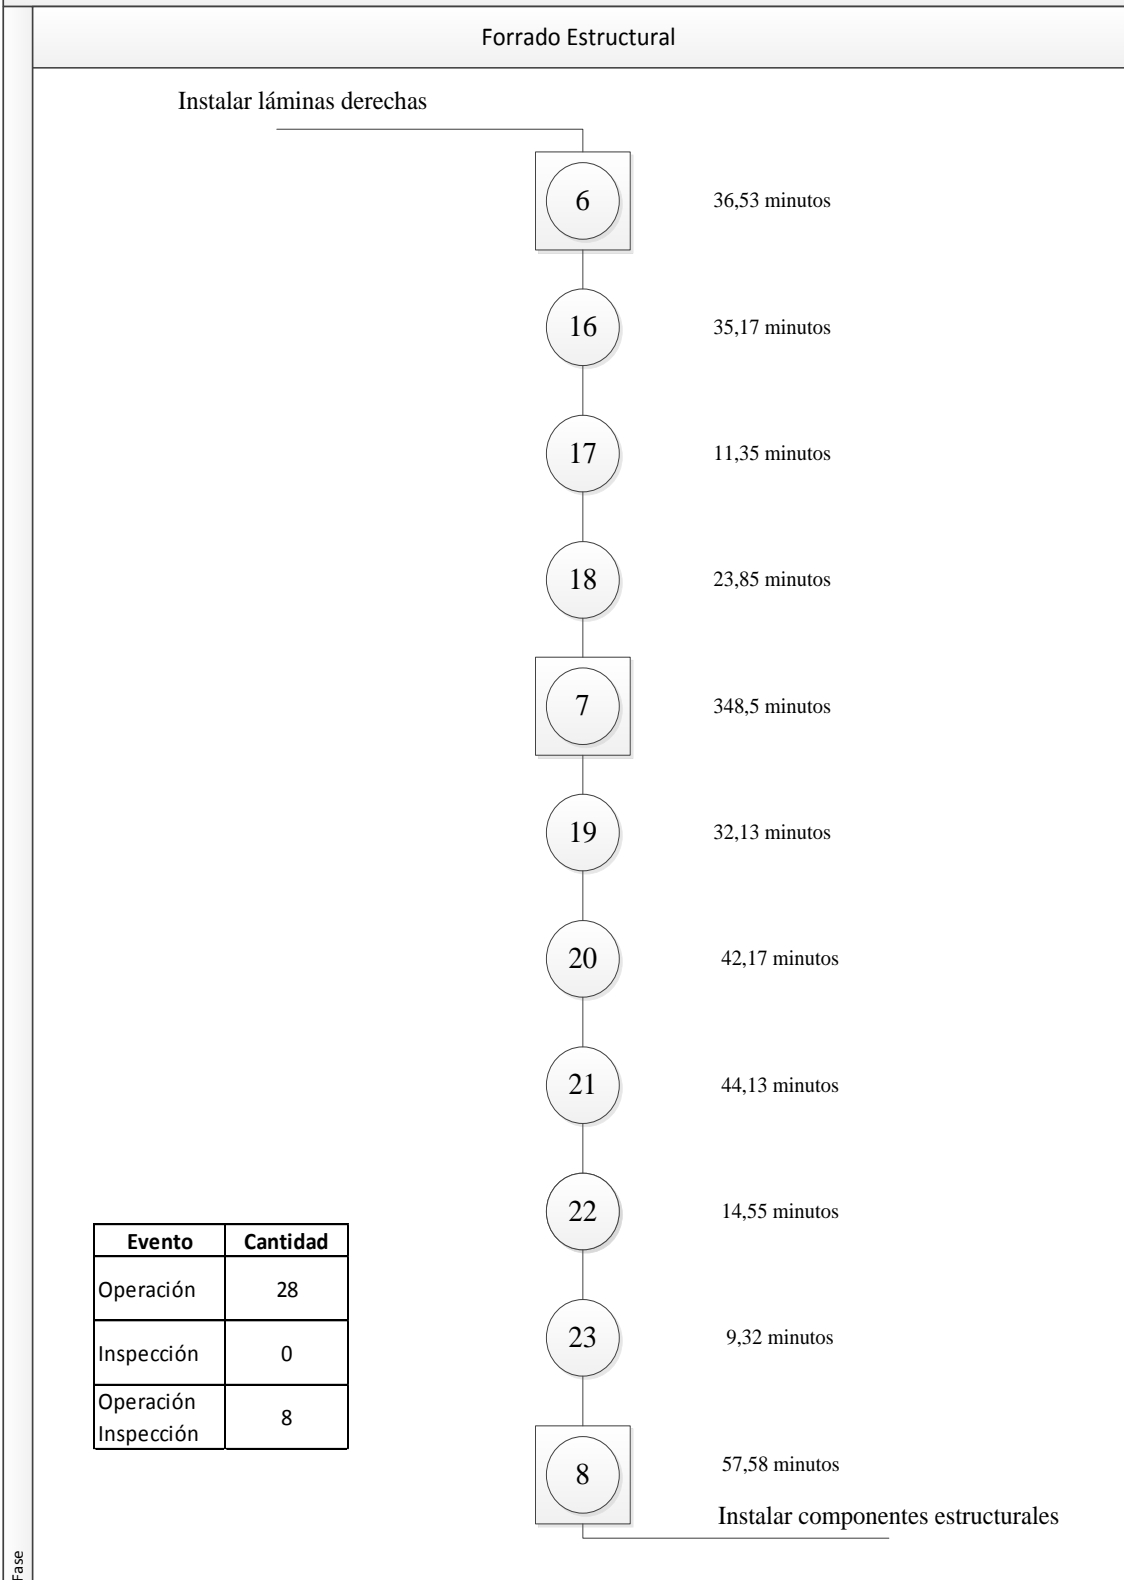 Forrado Estructural
Instalar láminas derechas
6
36,53 minutos
16
35,17 minutos
17
11,35 minutos
18
23,85 minutos
7
348,5 minutos
19
32,13 minutos
20
42,17 minutos
21
44,13 minutos
22
14,55 minutos
23
9,32 minutos
8
57,58 minutos
Instalar componentes estructurales
Evento Cantidad
Operación 28
Inspección 0
Operación
Inspección 8
Fase